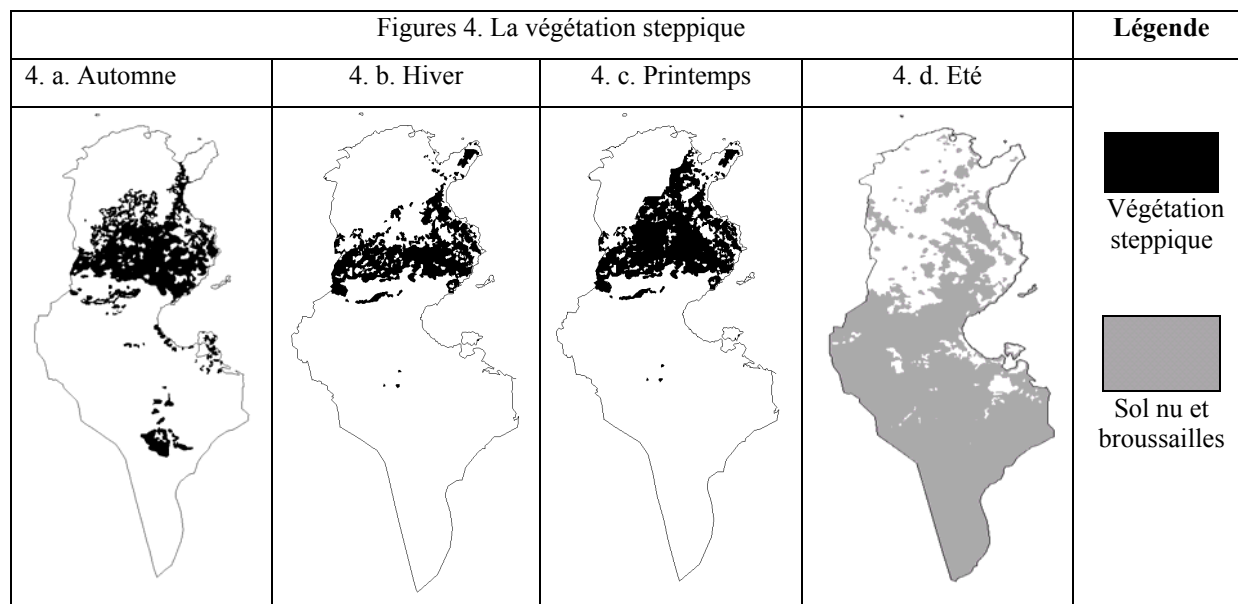 Figures 4. La végétation steppique
Légende
4. a. Automne
4. b. Hiver
4. c. Printemps
4. d. Eté
Végétation
steppique
Sol nu et
broussailles